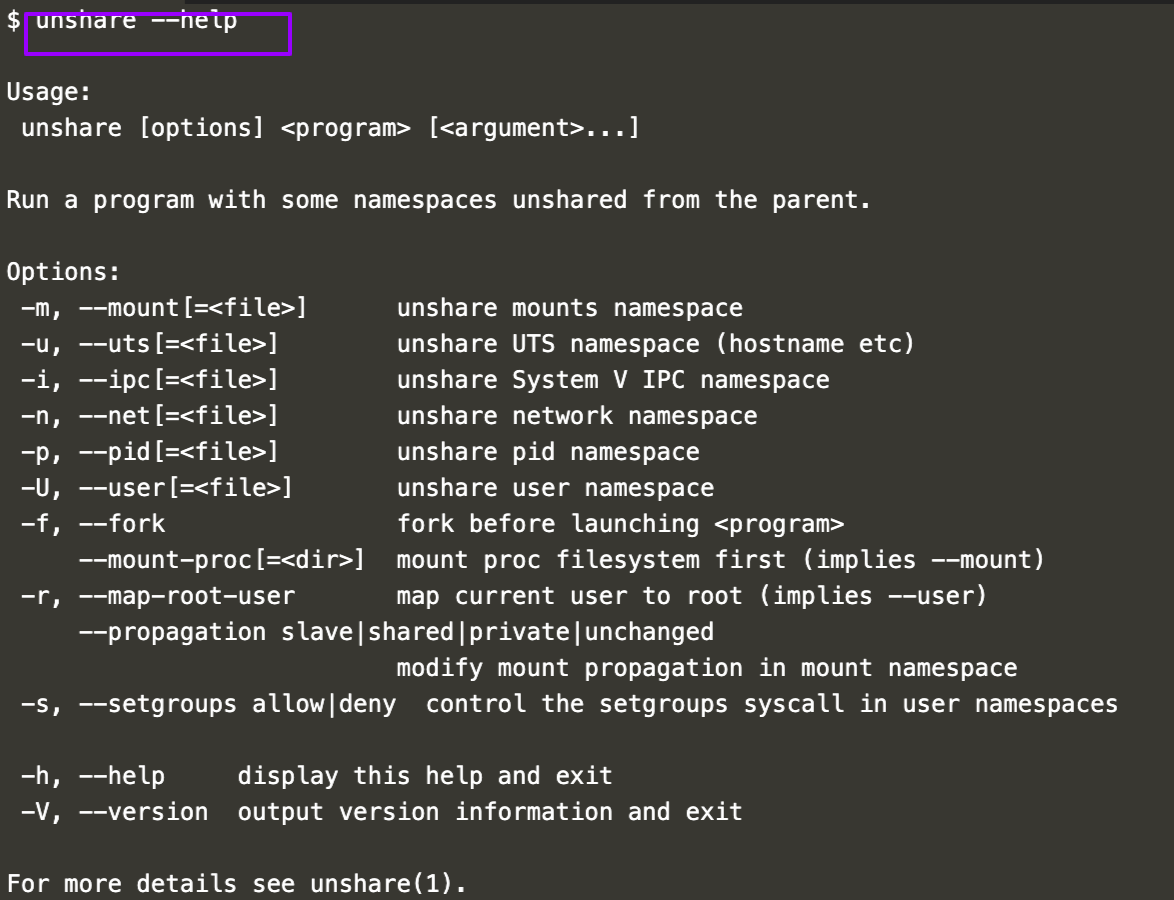 $ unshare --help
Usage:
unshare [options] <program> [<argument>...]
Run a program with some namespaces unshared from the parent.
Options:
-m, --mount[=<file>] unshare mounts namespace
-u, --uts[=<file>] unshare UTS namespace (hostname etc)
-i, --ipc[=<file>] unshare System V IPC namespace
-n, --net[=<file>] unshare network namespace
-p, --pid[=<file>] unshare pid namespace
-U, --user[=<file>] unshare user namespace
-f, --fork fork before launching <program>
--mount-proc[=<dir>] mount proc filesystem first (implies --mount)
-r, --map-root-user map current user to root (implies --user)
--propagation slave|shared|private|unchanged
modify mount propagation in mount namespace
-s, --setgroups allow|deny control the setgroups syscall in user namespaces
-h, --help display this help and exit
-V, --version output version information and exit
For more details see unshare(1).